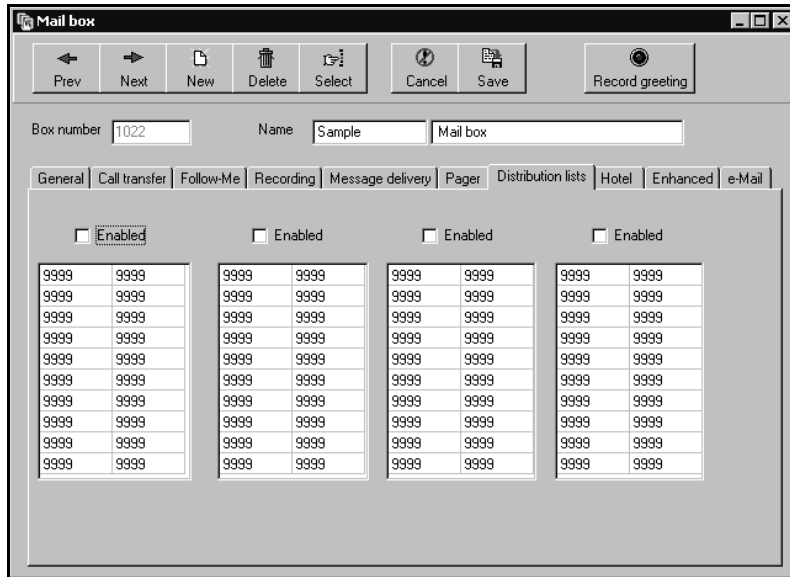 Mail box
Prev Next New Delete Select Cancel Save Record greeting
Box number 1022 Name Sample Mail box
General Call transfer Follow-Me Recording Message delivery Pager Distribution lists Hotel Enhanced e-Mail
Enabled Enabled Enabled Enabled
9999 9999 9999 9999 9999 9999 9999 9999
9999 9999 9999 9999 9999 9999 9999 9999
9999 9999 9999 9999 9999 9999 9999 9999
9999 9999 9999 9999 9999 9999 9999 9999
9999 9999 9999 9999 9999 9999 9999 9999
9999 9999 9999 9999 9999 9999 9999 9999
9999 9999 9999 9999 9999 9999 9999 9999
9999 9999 9999 9999 9999 9999 9999 9999
9999 9999 9999 9999 9999 9999 9999 9999
9999 9999 9999 9999 9999 9999 9999 9999